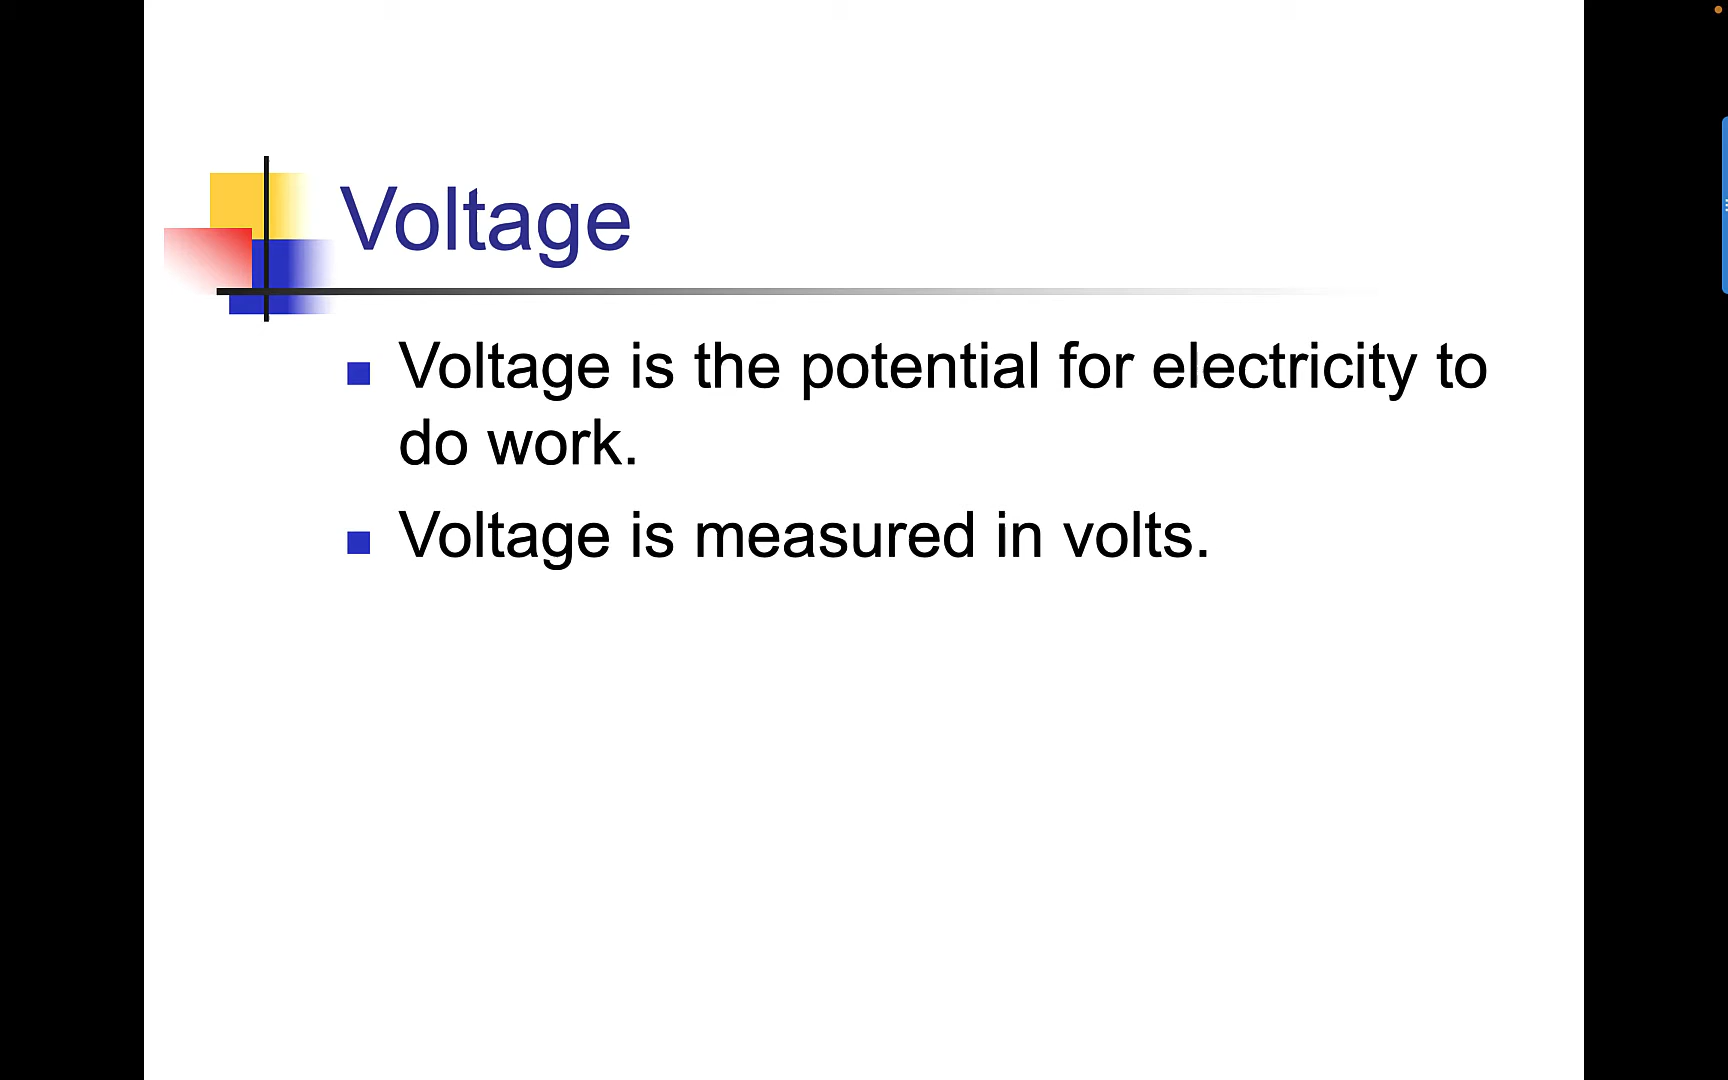 Voltage
Voltage is the potential for electricity to
do work.
Voltage is measured in volts.